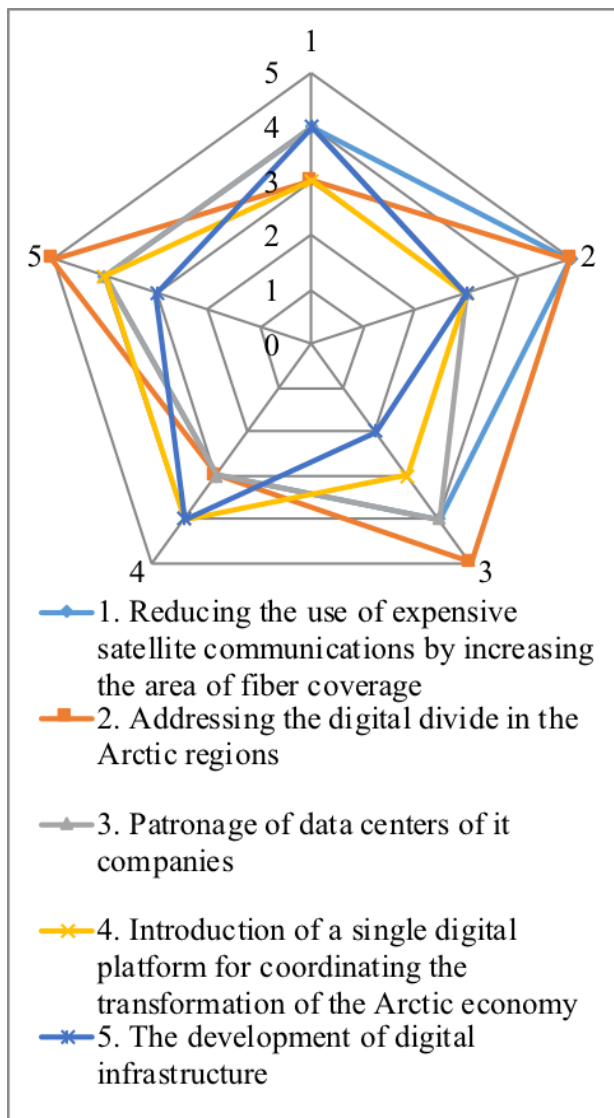 1
5
4
3
2
1
0
5
2
4
3
1. Reducing the use of expensive
satellite communications by increasing
the area of fiber coverage
2. Addressing the digital divide in the
Arctic regions
3. Patronage of data centers of it
companies
4. Introduction of a single digital
platform for coordinating the
transformation of the Arctic economy
5. The development of digital
infrastructure